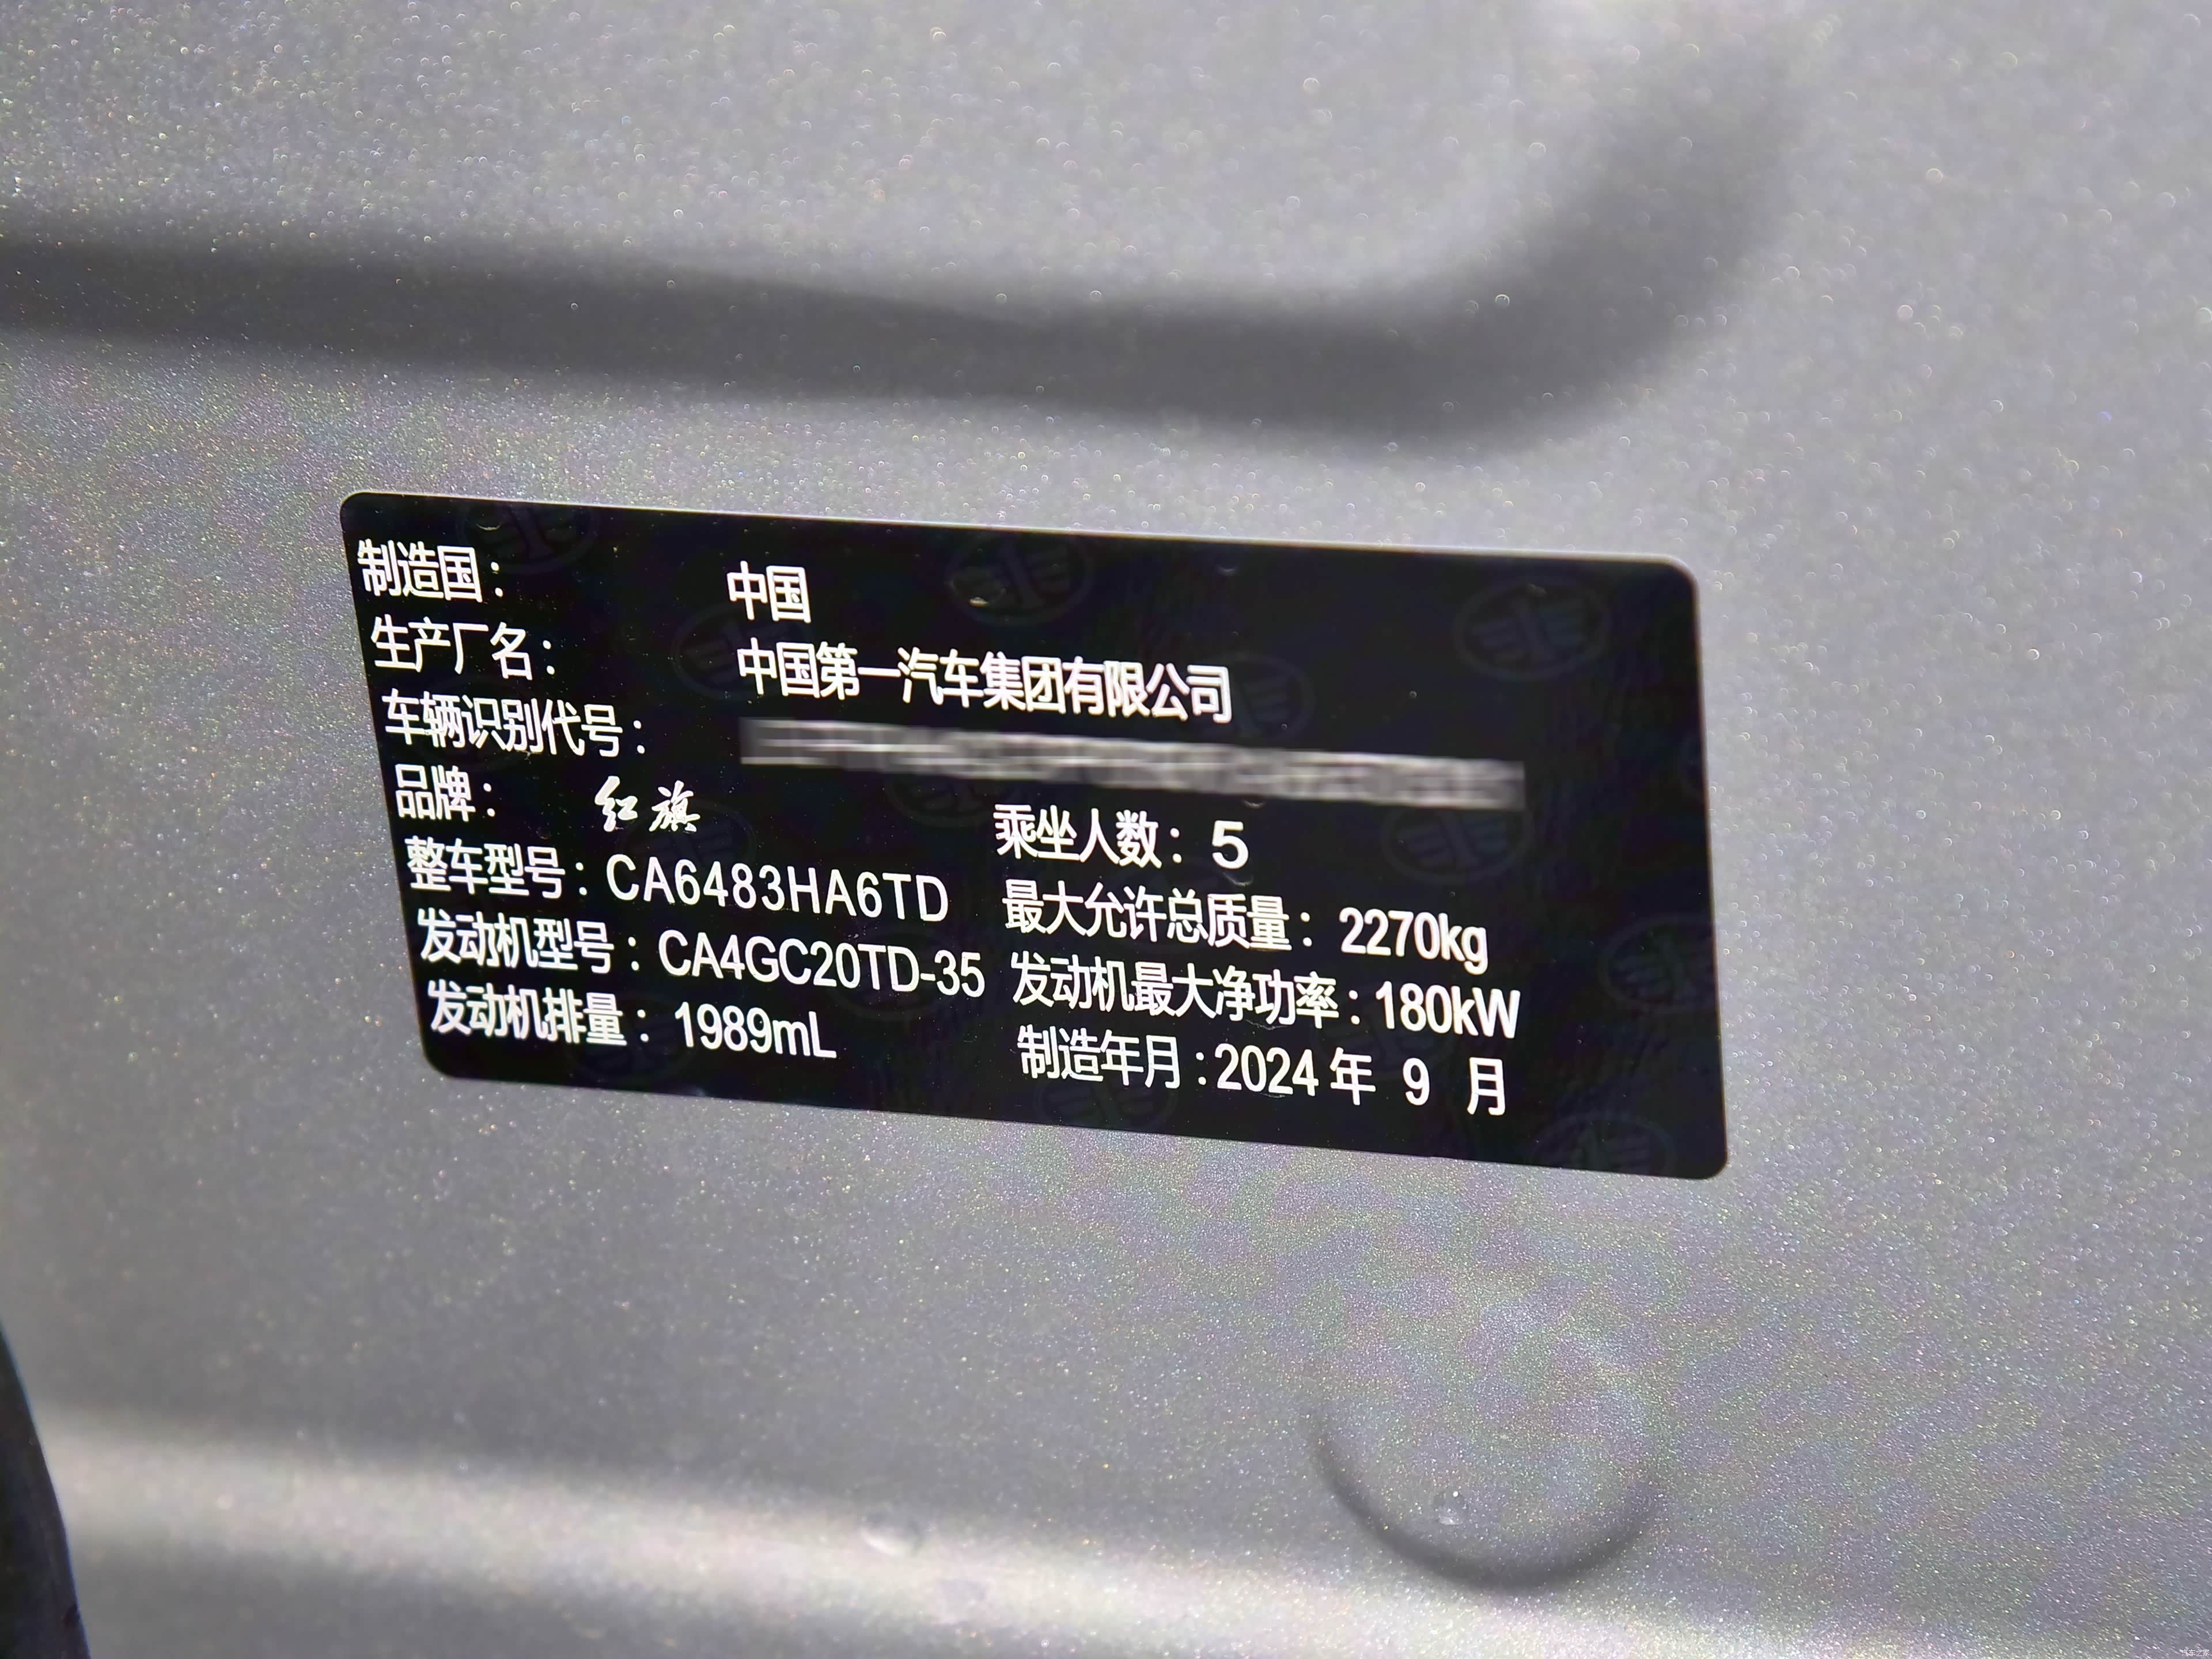 制造国： 中国
生产厂名： 中国第一汽车集团有限公司
车辆识别代号：
品牌： 红旗 乘坐人数：5
整车型号：CA6483HA6TD 最大允许总质量：2270kg
发动机型号：CA4GC20TD-35 发动机最大净功率：180kW
发动机排量：1989mL 制造年月：2024年 9 月